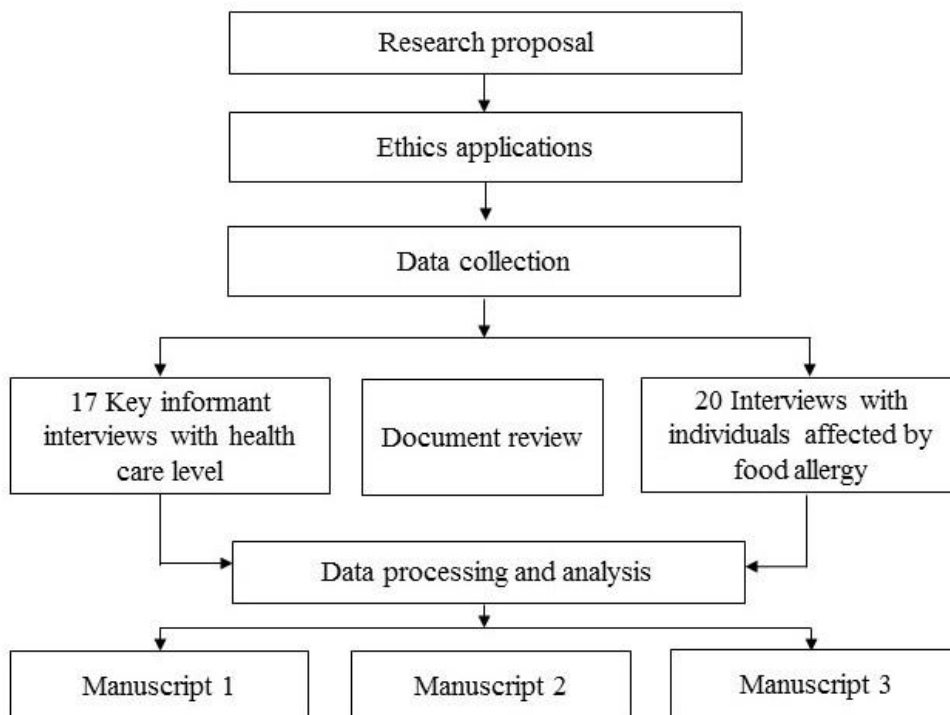 Research proposal
Ethics applications
Data collection
17 Key informant
interviews with health
care level
Document review
20 Interviews with
individuals affected by
food allergy
Data processing and analysis
Manuscript 1
Manuscript 2
Manuscript 3